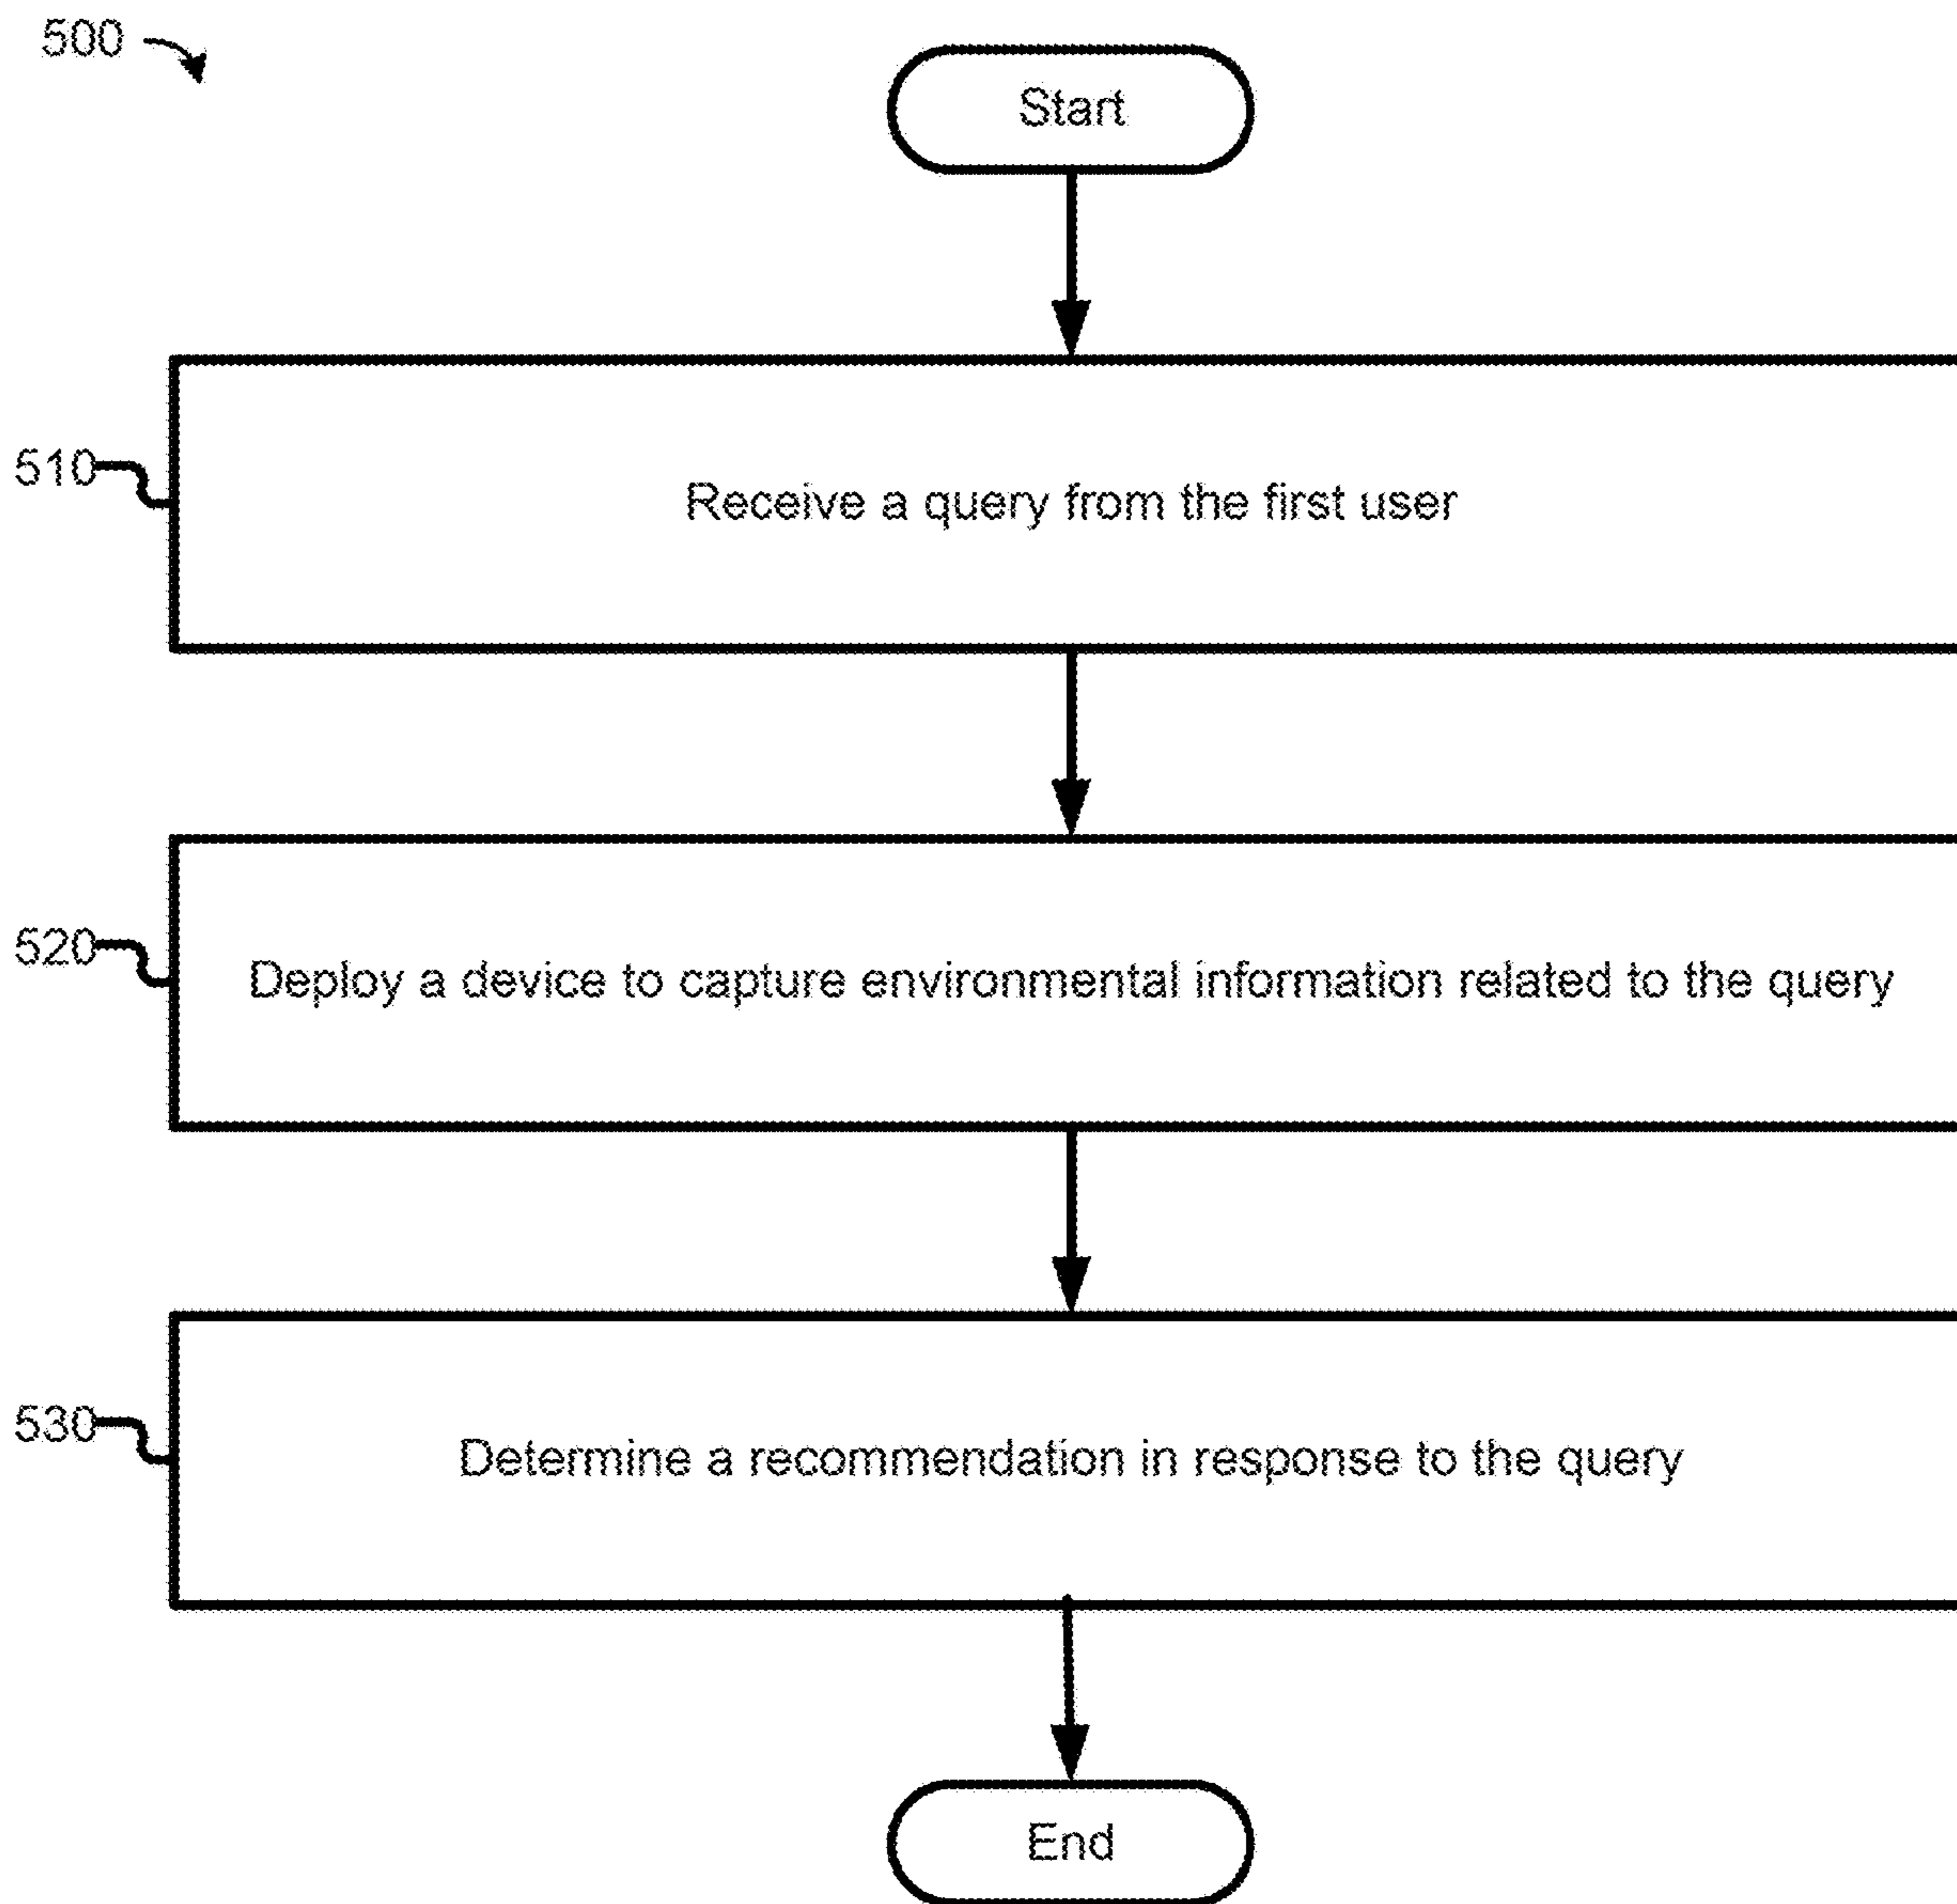 500
Start
510
Receive a query from the first user
520
Deploy a device to capture environmental information related to the query
530
Determine a recommendation in response to the query
End